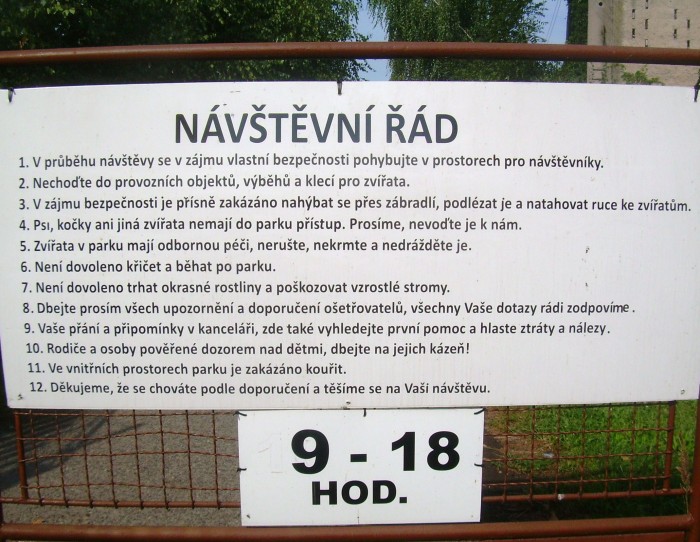 NÁVŠTĚVNÍ ŘÁD
1. V průběhu návštěvy se v zájmu vlastní bezpečnosti pohybujte v prostorech pro návštěvníky.
2. Nechoďte do provozních objektů, výběhů a klecí pro zvířata.
3. V zájmu bezpečnosti je přísně zakázáno nahýbat se přes zábradlí, podlézat je a natahovat ruce ke zvířatům.
4. Psi, kočky ani jiná zvířata nemají do parku přístup. Prosíme, nevoďte je k nám.
5. Zvířata v parku mají odbornou péči, nerušte, nekrmte a nedrážděte je.
6. Není dovoleno křičet a běhat po parku.
7. Není dovoleno trhat okrasné rostliny a poškozovat vzrostlé stromy.
8. Dbejte prosím všech upozornění a doporučení ošetřovatelů, všechny Vaše dotazy rádi zodpovíme.
9. Vaše přání a připomínky v kanceláři, zde také vyhledejte první pomoc a hlaste ztráty a nálezy.
10. Rodiče a osoby pověřené dozorem nad dětmi, dbejte na jejich kázeň!
11. Ve vnitřních prostorech parku je zakázáno kouřit.
12. Děkujeme, že se chováte podle doporučení a těšíme se na Vaši návštěvu.
9 - 18
HOD.